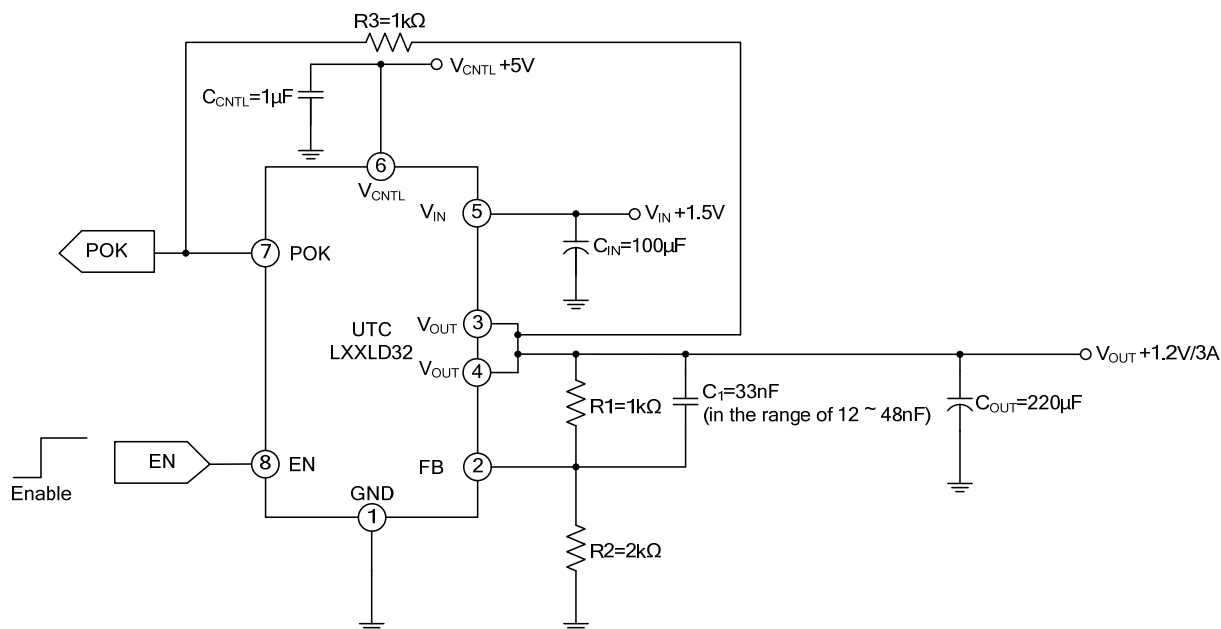 R3=1kΩ
VCNTL+5V
CCNTL=1μF
6
VCNTL
VIN
5
VIN+1.5V
CIN=100μF
POK
7
POK
UTC
LXXLD32
VOUT
3
VOUT
4
VOUT+1.2V/3A
R1=1kΩ
C1=33nF
(in the range of 12 ~ 48nF)
COUT=220μF
Enable
EN
8
EN
FB
2
GND
1
R2=2kΩ